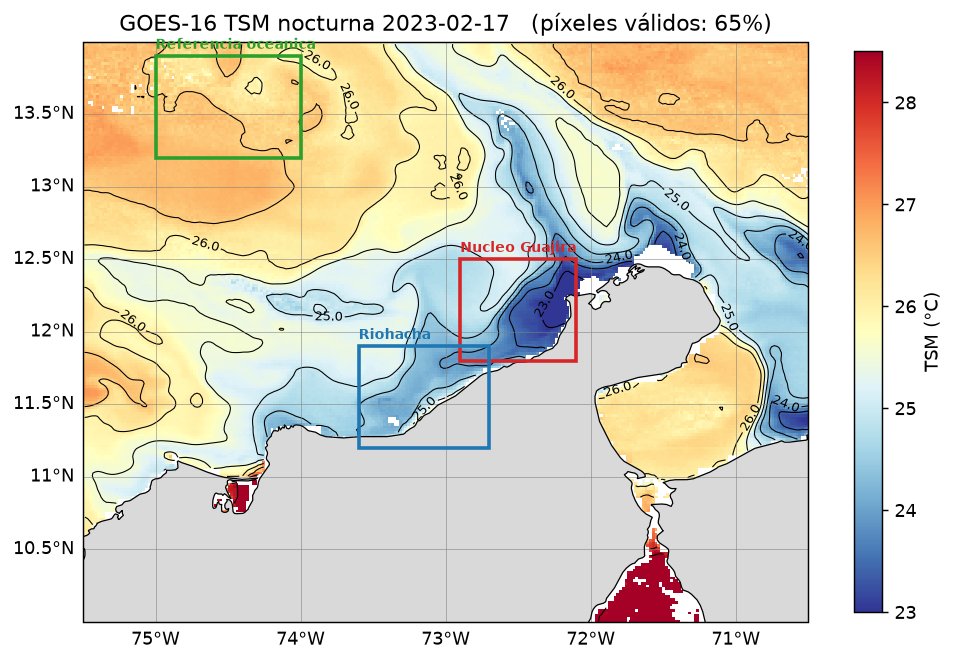 GOES-16 TSM nocturna 2023-02-17 (píxeles válidos: 65%)
Referencia oceanica
26.0
26.0
26.0
26.0
25.0
26.0
24.0
24.0
24.0
Nucleo Guajira
23.0
25.0
26.0
25.0
Riohacha
26.0
24.0
25.0
26.0
13.5°N
13°N
12.5°N
12°N
11.5°N
11°N
10.5°N
75°W
74°W
73°W
72°W
71°W
28
27
26
25
24
23
TSM (°C)